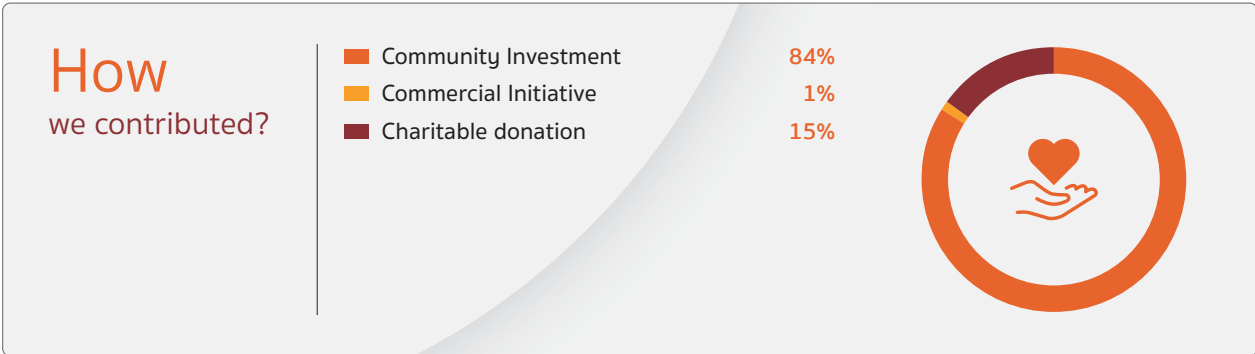 How
we contributed?
Community Investment 84%
Commercial Initiative 1%
Charitable donation 15%